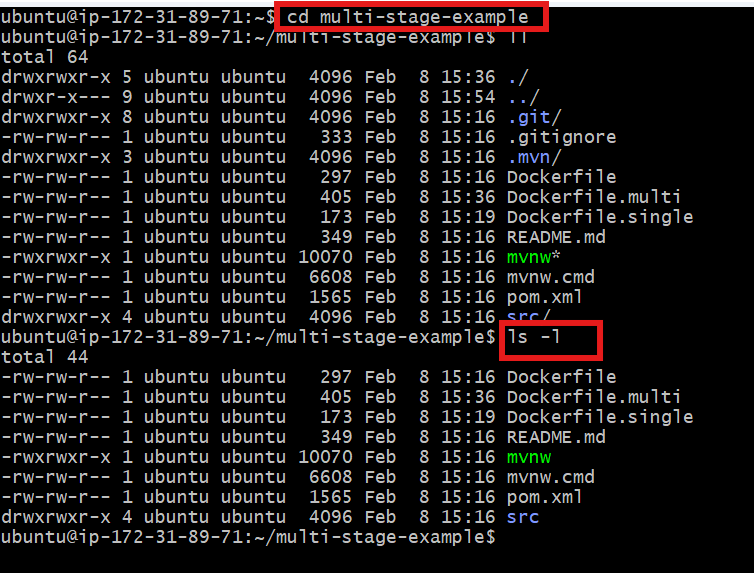 ubuntu@ip-172-31-89-71:~$ cd multi-stage-example
ubuntu@ip-172-31-89-71:~/multi-stage-example$ ll
total 64
drwxrwxr-x 5 ubuntu ubuntu  4096 Feb  8 15:36 ./
drwxr-x--- 9 ubuntu ubuntu  4096 Feb  8 15:54 ../
drwxrwxr-x 8 ubuntu ubuntu  4096 Feb  8 15:16 .git/
-rw-rw-r-- 1 ubuntu ubuntu   333 Feb  8 15:16 .gitignore
drwxrwxr-x 3 ubuntu ubuntu  4096 Feb  8 15:16 .mvn/
-rw-rw-r-- 1 ubuntu ubuntu   297 Feb  8 15:16 Dockerfile
-rw-rw-r-- 1 ubuntu ubuntu   405 Feb  8 15:36 Dockerfile.multi
-rw-rw-r-- 1 ubuntu ubuntu   173 Feb  8 15:19 Dockerfile.single
-rw-rw-r-- 1 ubuntu ubuntu   349 Feb  8 15:16 README.md
-rwxrwxr-x 1 ubuntu ubuntu 10070 Feb  8 15:16 mvnw*
-rw-rw-r-- 1 ubuntu ubuntu  6608 Feb  8 15:16 mvnw.cmd
-rw-rw-r-- 1 ubuntu ubuntu  1565 Feb  8 15:16 pom.xml
drwxrwxr-x 4 ubuntu ubuntu  4096 Feb  8 15:16 src/
ubuntu@ip-172-31-89-71:~/multi-stage-example$ ls -l
total 44
-rw-rw-r-- 1 ubuntu ubuntu   297 Feb  8 15:16 Dockerfile
-rw-rw-r-- 1 ubuntu ubuntu   405 Feb  8 15:36 Dockerfile.multi
-rw-rw-r-- 1 ubuntu ubuntu   173 Feb  8 15:19 Dockerfile.single
-rw-rw-r-- 1 ubuntu ubuntu   349 Feb  8 15:16 README.md
-rwxrwxr-x 1 ubuntu ubuntu 10070 Feb  8 15:16 mvnw
-rw-rw-r-- 1 ubuntu ubuntu  6608 Feb  8 15:16 mvnw.cmd
-rw-rw-r-- 1 ubuntu ubuntu  1565 Feb  8 15:16 pom.xml
drwxrwxr-x 4 ubuntu ubuntu  4096 Feb  8 15:16 src
ubuntu@ip-172-31-89-71:~/multi-stage-example$